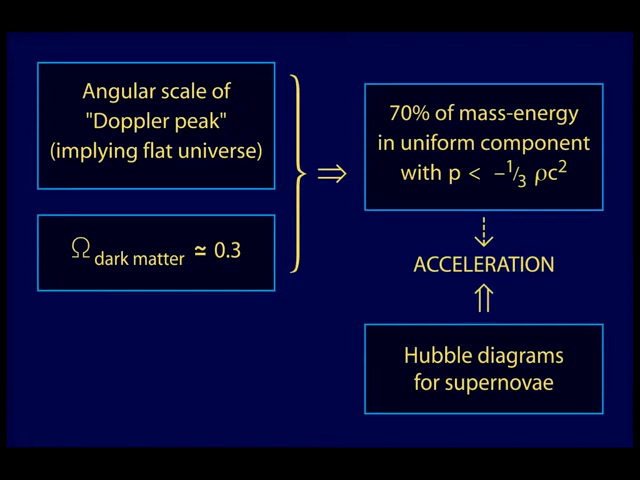 Angular scale of
"Doppler peak"
(implying flat universe)
Ω dark matter ≃ 0.3
⇒
70% of mass-energy
in uniform component
with p < –1/3 ρc²
ACCELERATION
⇑
Hubble diagrams
for supernovae